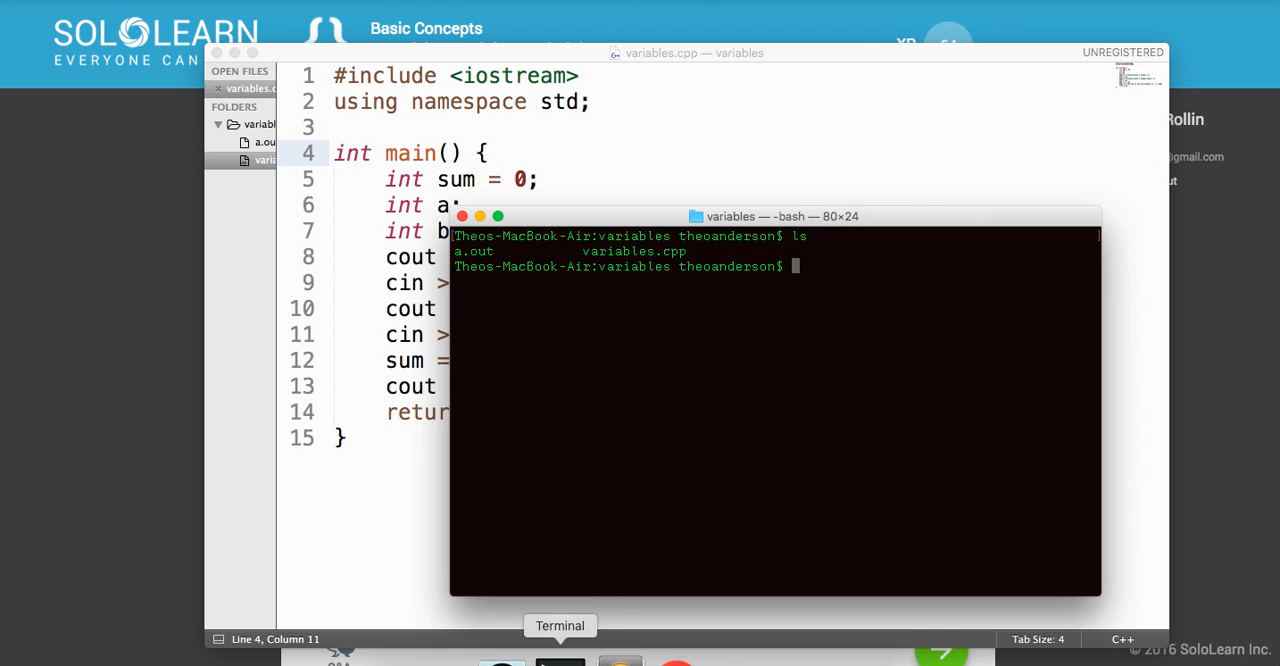 SOLOLEARN
EVERYONE CAN
Basic Concepts
variables.cpp — variables
UNREGISTERED
OPEN FILES
variables.c
FOLDERS
variabl
a.ou
varia
1 #include <iostream>
2 using namespace std;
3
4 int main() {
5 int sum = 0;
6 int a;
7 int b
8 cout
9 cin >
10 cout
11 cin >
12 sum =
13 cout
14 retur
15 }
variables — -bash — 80×24
Theos-MacBook-Air:variables theoanderson$ ls
a.out variables.cpp
Theos-MacBook-Air:variables theoanderson$
Rollin
@gmail.com
ut
Terminal
Line 4, Column 11
Tab Size: 4
C++
© 2016 SoloLearn Inc.